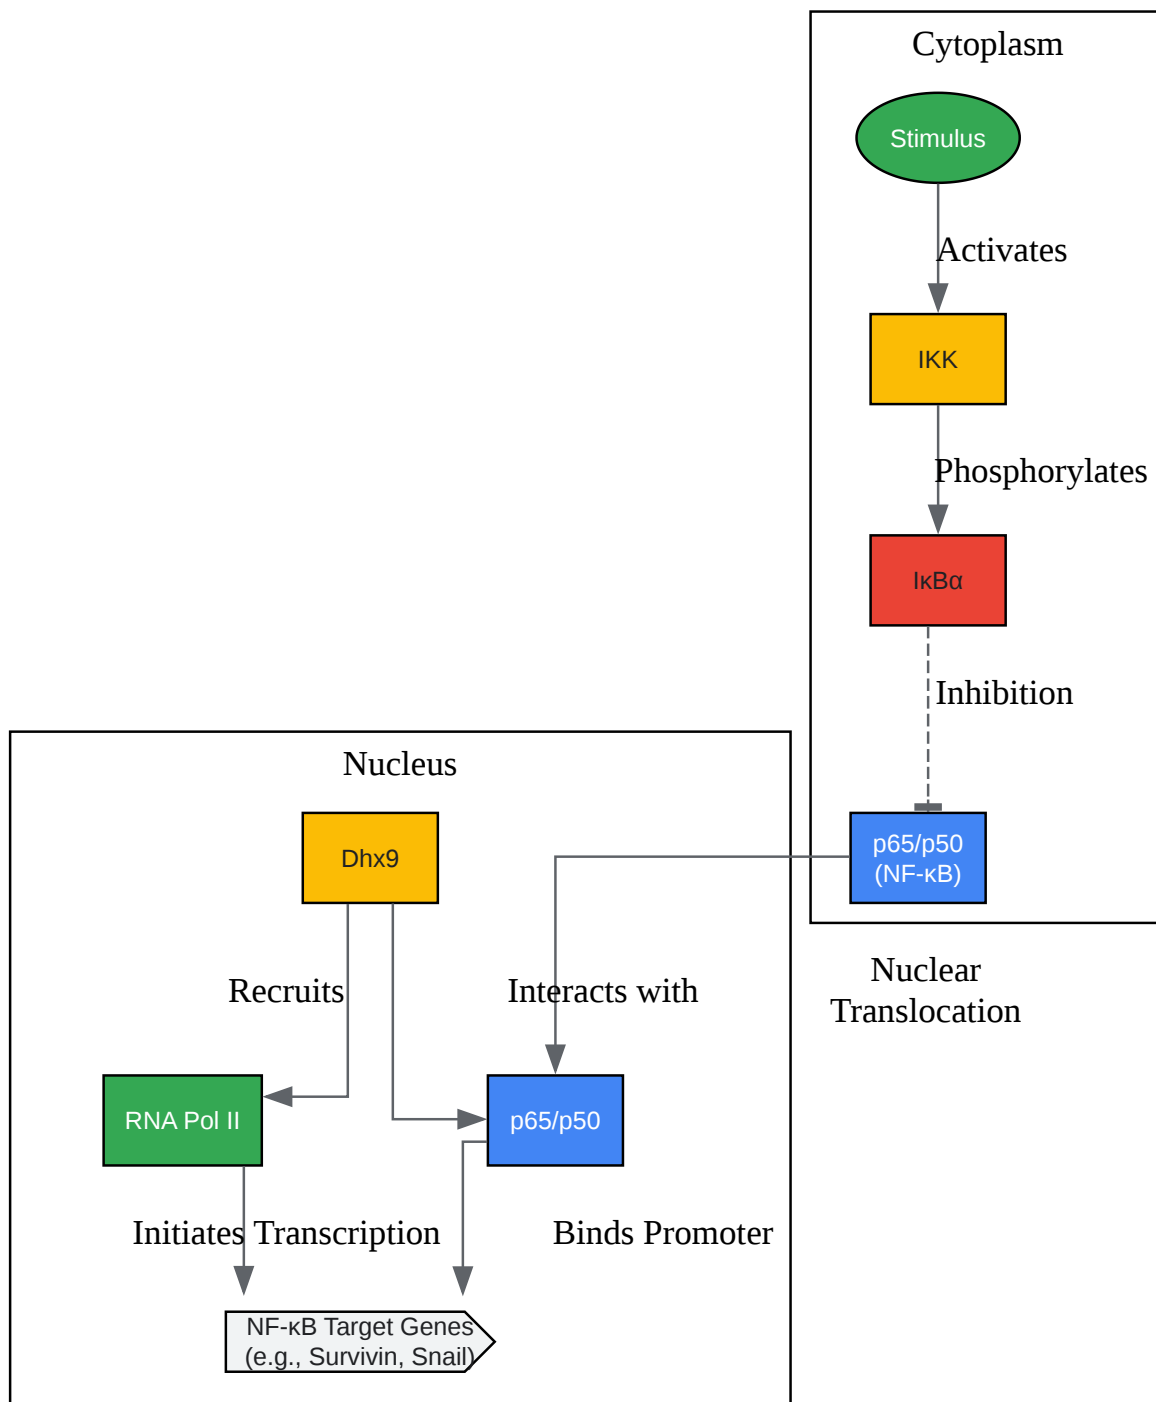 Cytoplasm
Stimulus
Activates
IKK
Phosphorylates
IκBα
Inhibition
p65/p50
(NF-κB)
Nuclear
Translocation
Nucleus
Dhx9
Recruits
Interacts with
RNA Pol II
p65/p50
Initiates Transcription
Binds Promoter
NF-κB Target Genes
(e.g., Survivin, Snail)